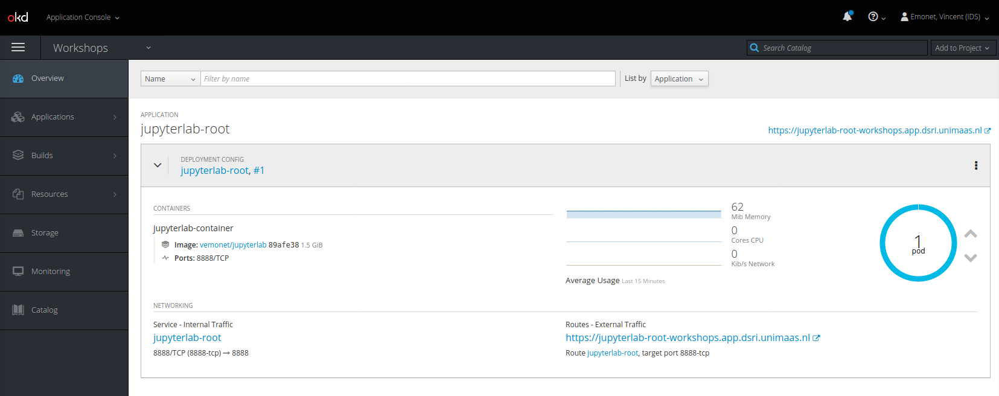 okd Application Console Emonet, Vincent (IDS)
Workshops Search Catalog Add to Project
Overview
Applications
Builds
Resources
Storage
Monitoring
Catalog
Name Filter by name List by Application
APPLICATION
jupyterlab-root https://jupyterlab-root-workshops.app.dsri.unimaas.nl
DEPLOYMENT CONFIG
jupyterlab-root, #1
CONTAINERS
jupyterlab-container
Image: vemonet/jupyterlab 89afe38 1.5 GiB
Ports: 8888/TCP
62
Mib Memory
0
Cores CPU
0
Kib/s Network
Average Usage Last 15 Minutes
1
pod
NETWORKING
Service - Internal Traffic
jupyterlab-root
8888/TCP (8888-tcp) → 8888
Routes - External Traffic
https://jupyterlab-root-workshops.app.dsri.unimaas.nl
Route jupyterlab-root, target port 8888-tcp